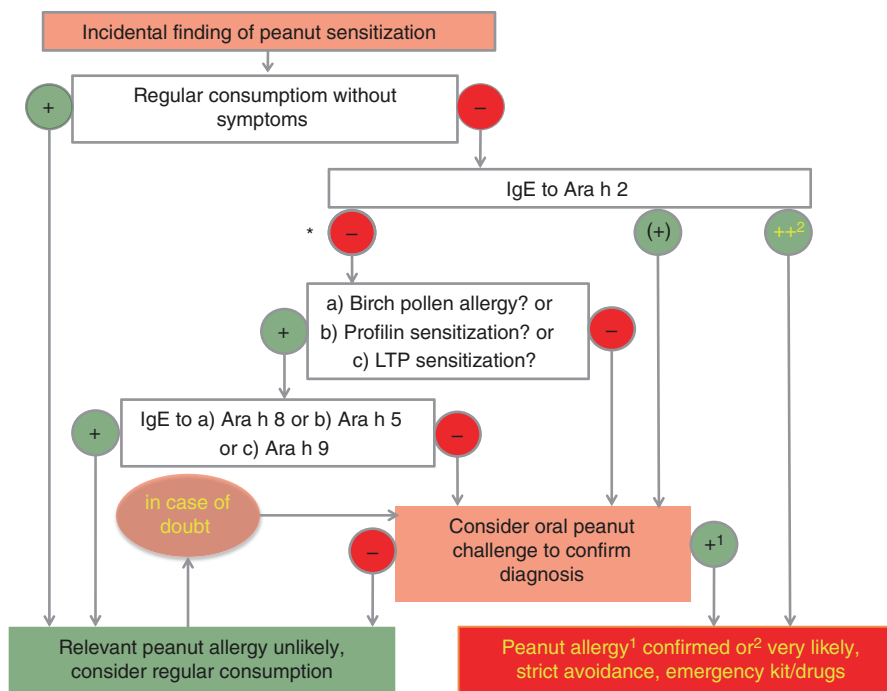 Incidental finding of peanut sensitization
+
Regular consumptiom without
symptoms
–
IgE to Ara h 2
*
–
(+)
++²
a) Birch pollen allergy? or
b) Profilin sensitization? or
c) LTP sensitization?
+
–
IgE to a) Ara h 8 or b) Ara h 5
or c) Ara h 9
+
–
in case of
doubt
Consider oral peanut
challenge to confirm
diagnosis
–
+¹
Relevant peanut allergy unlikely,
consider regular consumption
Peanut allergy¹ confirmed or² very likely,
strict avoidance, emergency kit/drugs